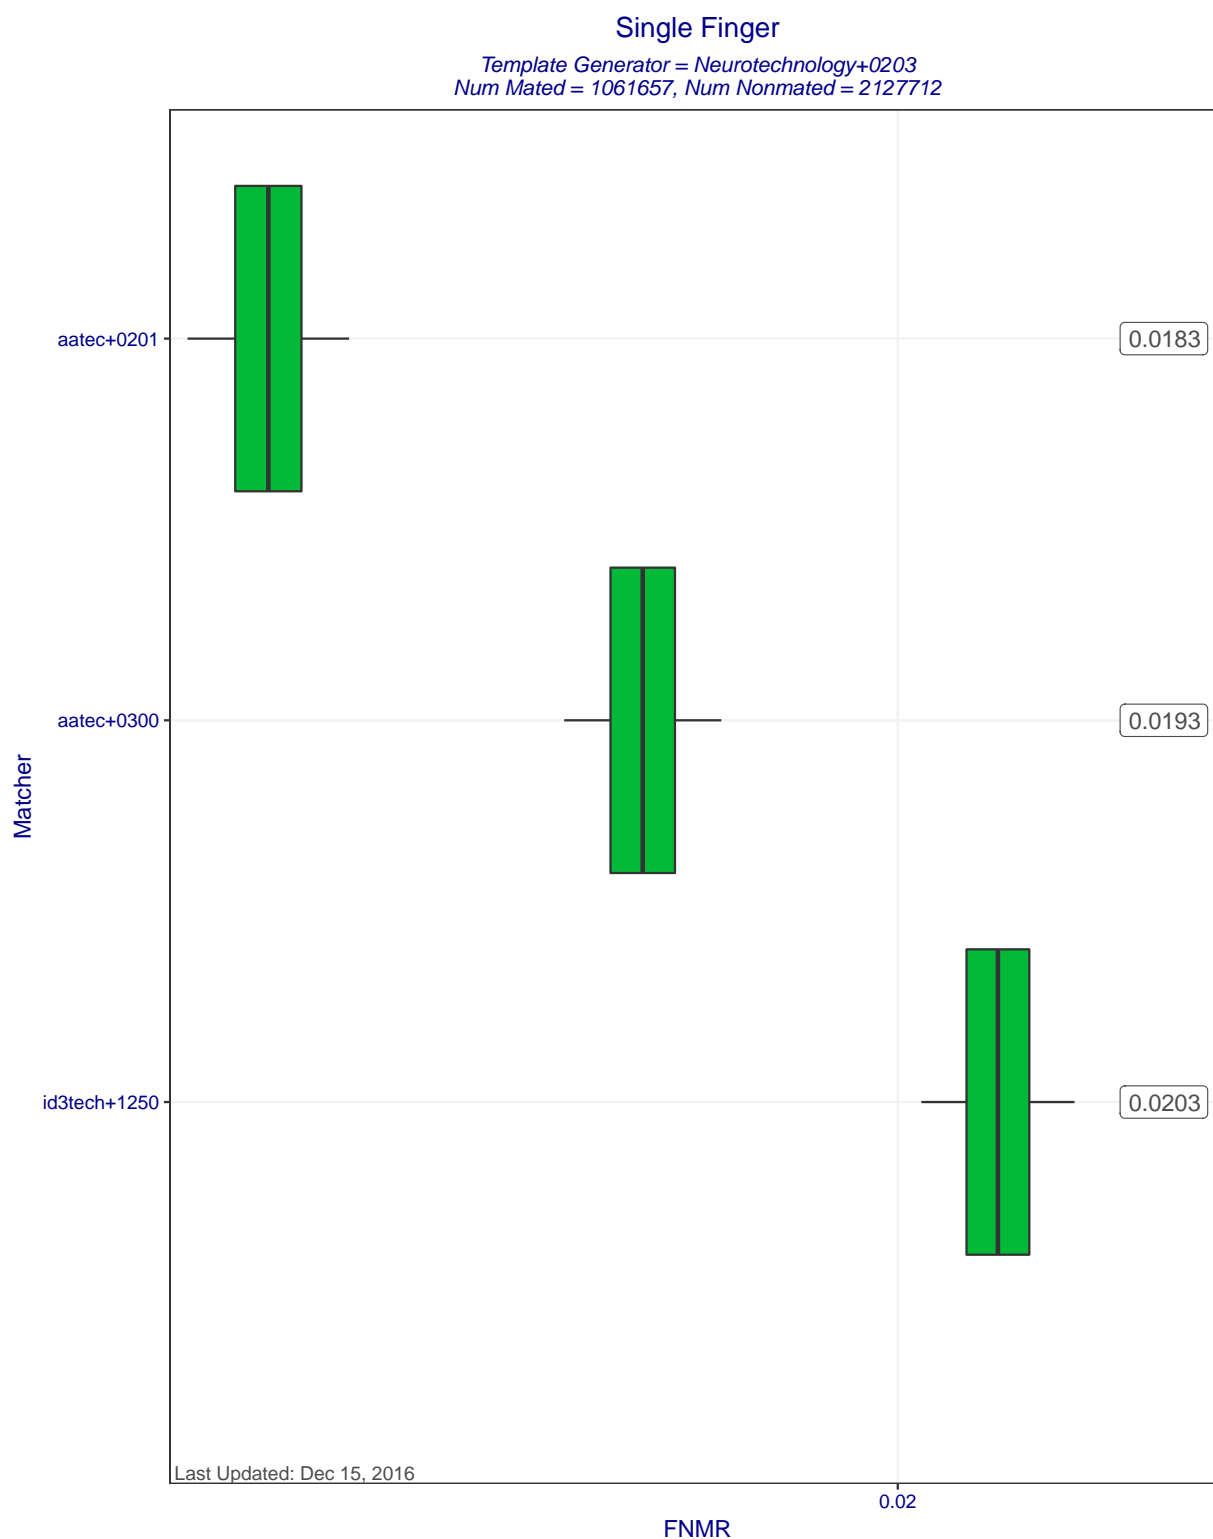 Single Finger
Template Generator = Neurotechnology+0203
Num Mated = 1061657, Num Nonmated = 2127712
aatec+0201
0.0183
aatec+0300
0.0193
Matcher
id3tech+1250
0.0203
Last Updated: Dec 15, 2016
0.02
FNMR